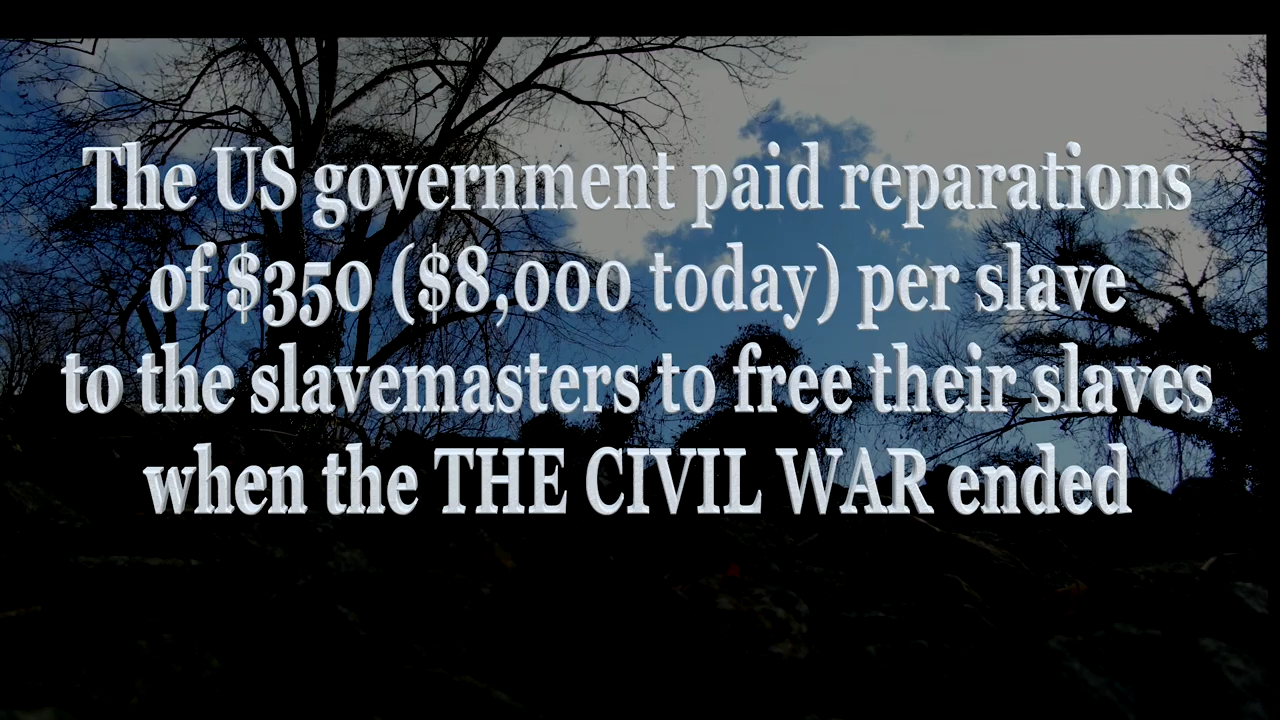 The US government paid reparations
of $350 ($8,000 today) per slave
to the slavemasters to free their slaves
when the THE CIVIL WAR ended